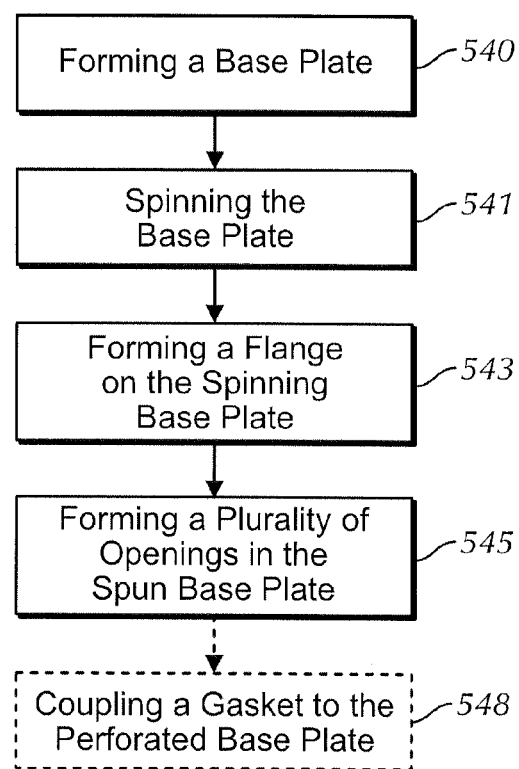 Forming a Base Plate
540
Spinning the
Base Plate
541
Forming a Flange
on the Spinning
Base Plate
543
Forming a Plurality of
Openings in the
Spun Base Plate
545
Coupling a Gasket to the
Perforated Base Plate
548